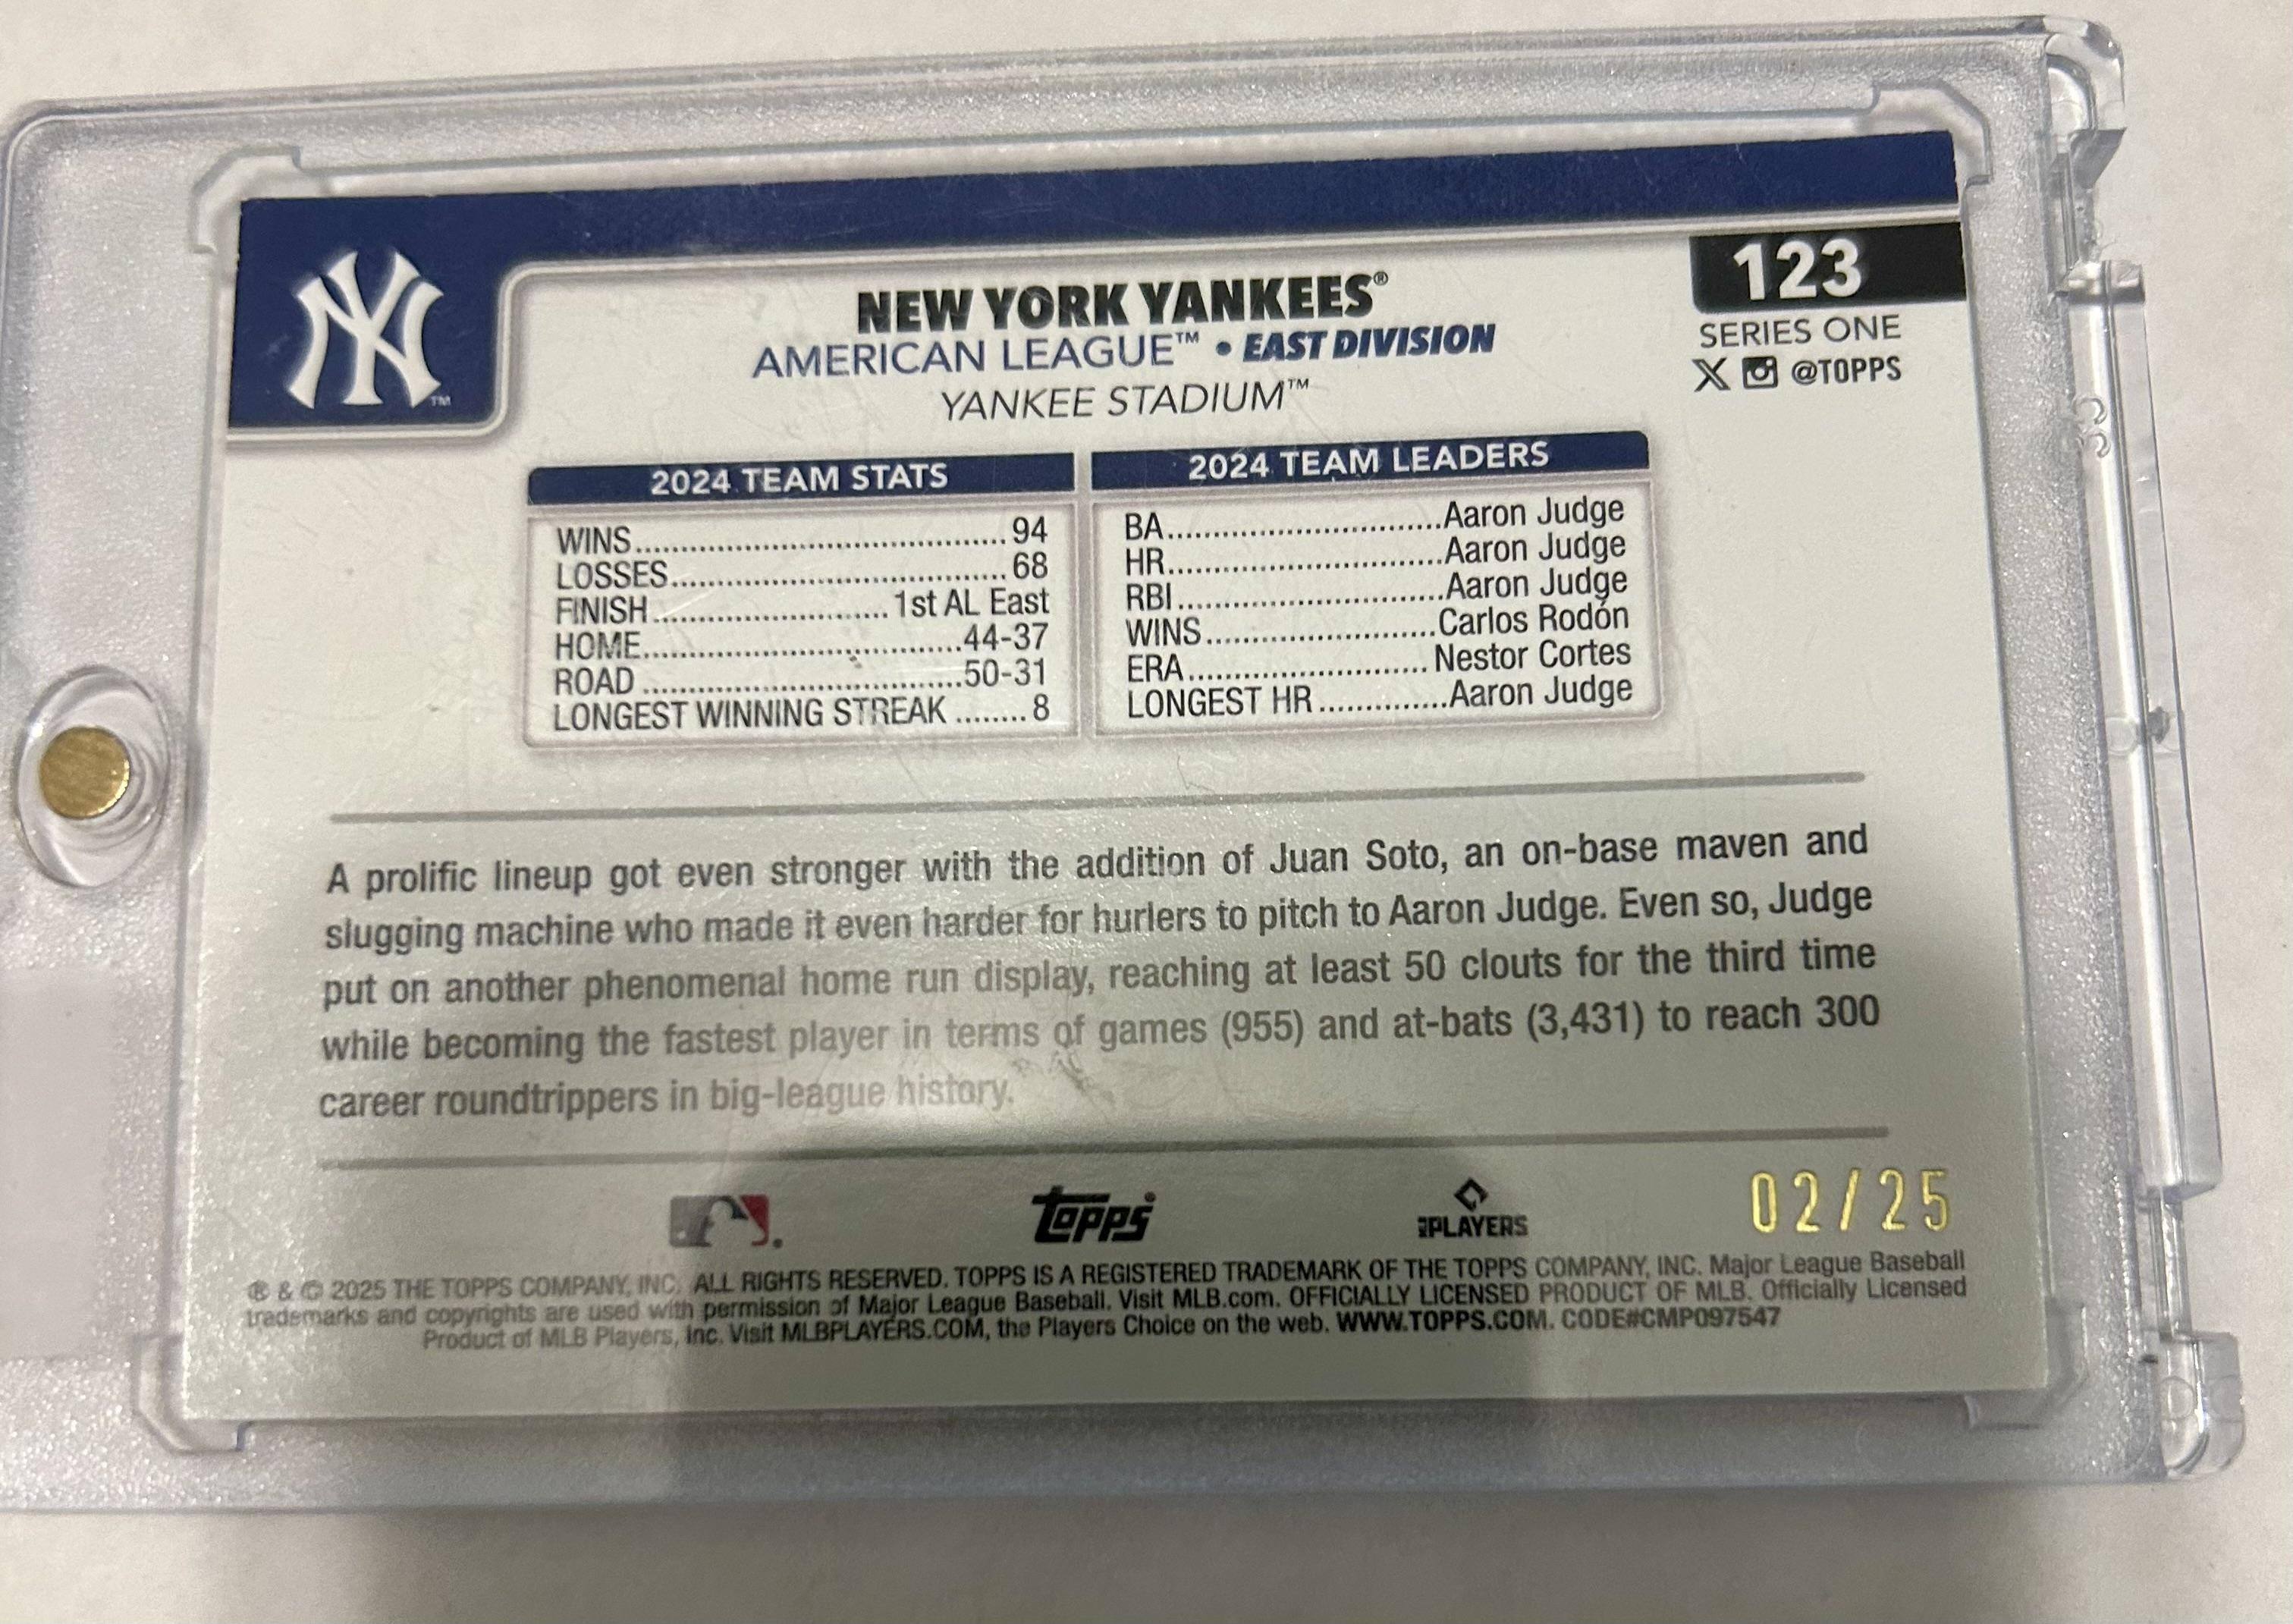 NY™
NEW YORK YANKEES®
AMERICAN LEAGUE™ • EAST DIVISION
YANKEE STADIUM™
123
SERIES ONE
X @TOPPS
2024 TEAM STATS
WINS........................................94
LOSSES....................................68
FINISH.........................1st AL East
HOME..................................44-37
ROAD..................................50-31
LONGEST WINNING STREAK ........8
2024 TEAM LEADERS
BA.............................Aaron Judge
HR.............................Aaron Judge
RBI............................Aaron Judge
WINS.........................Carlos Rodón
ERA..........................Nestor Cortes
LONGEST HR..............Aaron Judge
A prolific lineup got even stronger with the addition of Juan Soto, an on-base maven and
slugging machine who made it even harder for hurlers to pitch to Aaron Judge. Even so, Judge
put on another phenomenal home run display, reaching at least 50 clouts for the third time
while becoming the fastest player in terms of games (955) and at-bats (3,431) to reach 300
career roundtrippers in big-league history.
topps
MLBPLAYERS
02/25
® & © 2025 THE TOPPS COMPANY, INC. ALL RIGHTS RESERVED. TOPPS IS A REGISTERED TRADEMARK OF THE TOPPS COMPANY, INC. Major League Baseball
trademarks and copyrights are used with permission of Major League Baseball. Visit MLB.com. OFFICIALLY LICENSED PRODUCT OF MLB. Officially Licensed
Product of MLB Players, Inc. Visit MLBPLAYERS.COM, the Players Choice on the web. WWW.TOPPS.COM. CODE#CMP097547